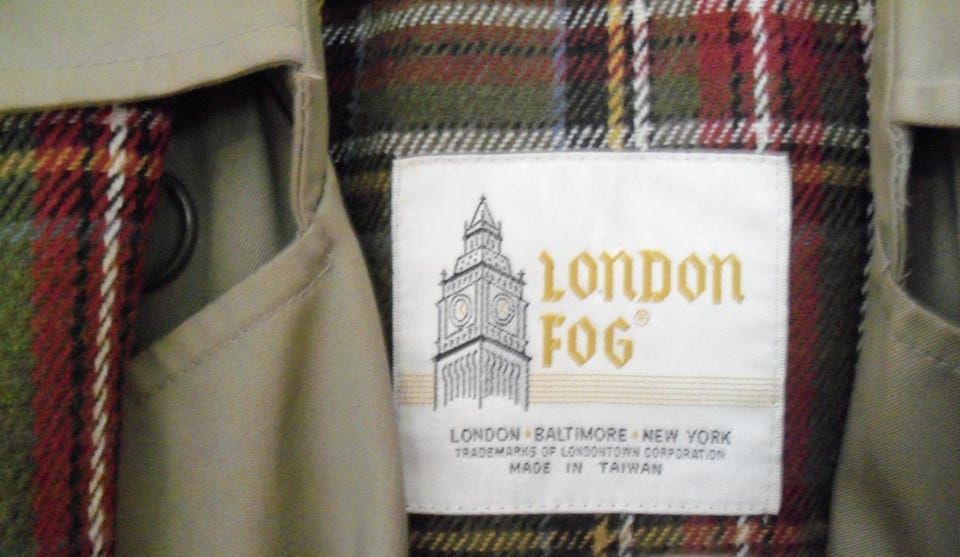 LONDON
FOG®
LONDON • BALTIMORE • NEW YORK
TRADEMARKS OF LONDONTOWN CORPORATION
MADE IN TAIWAN